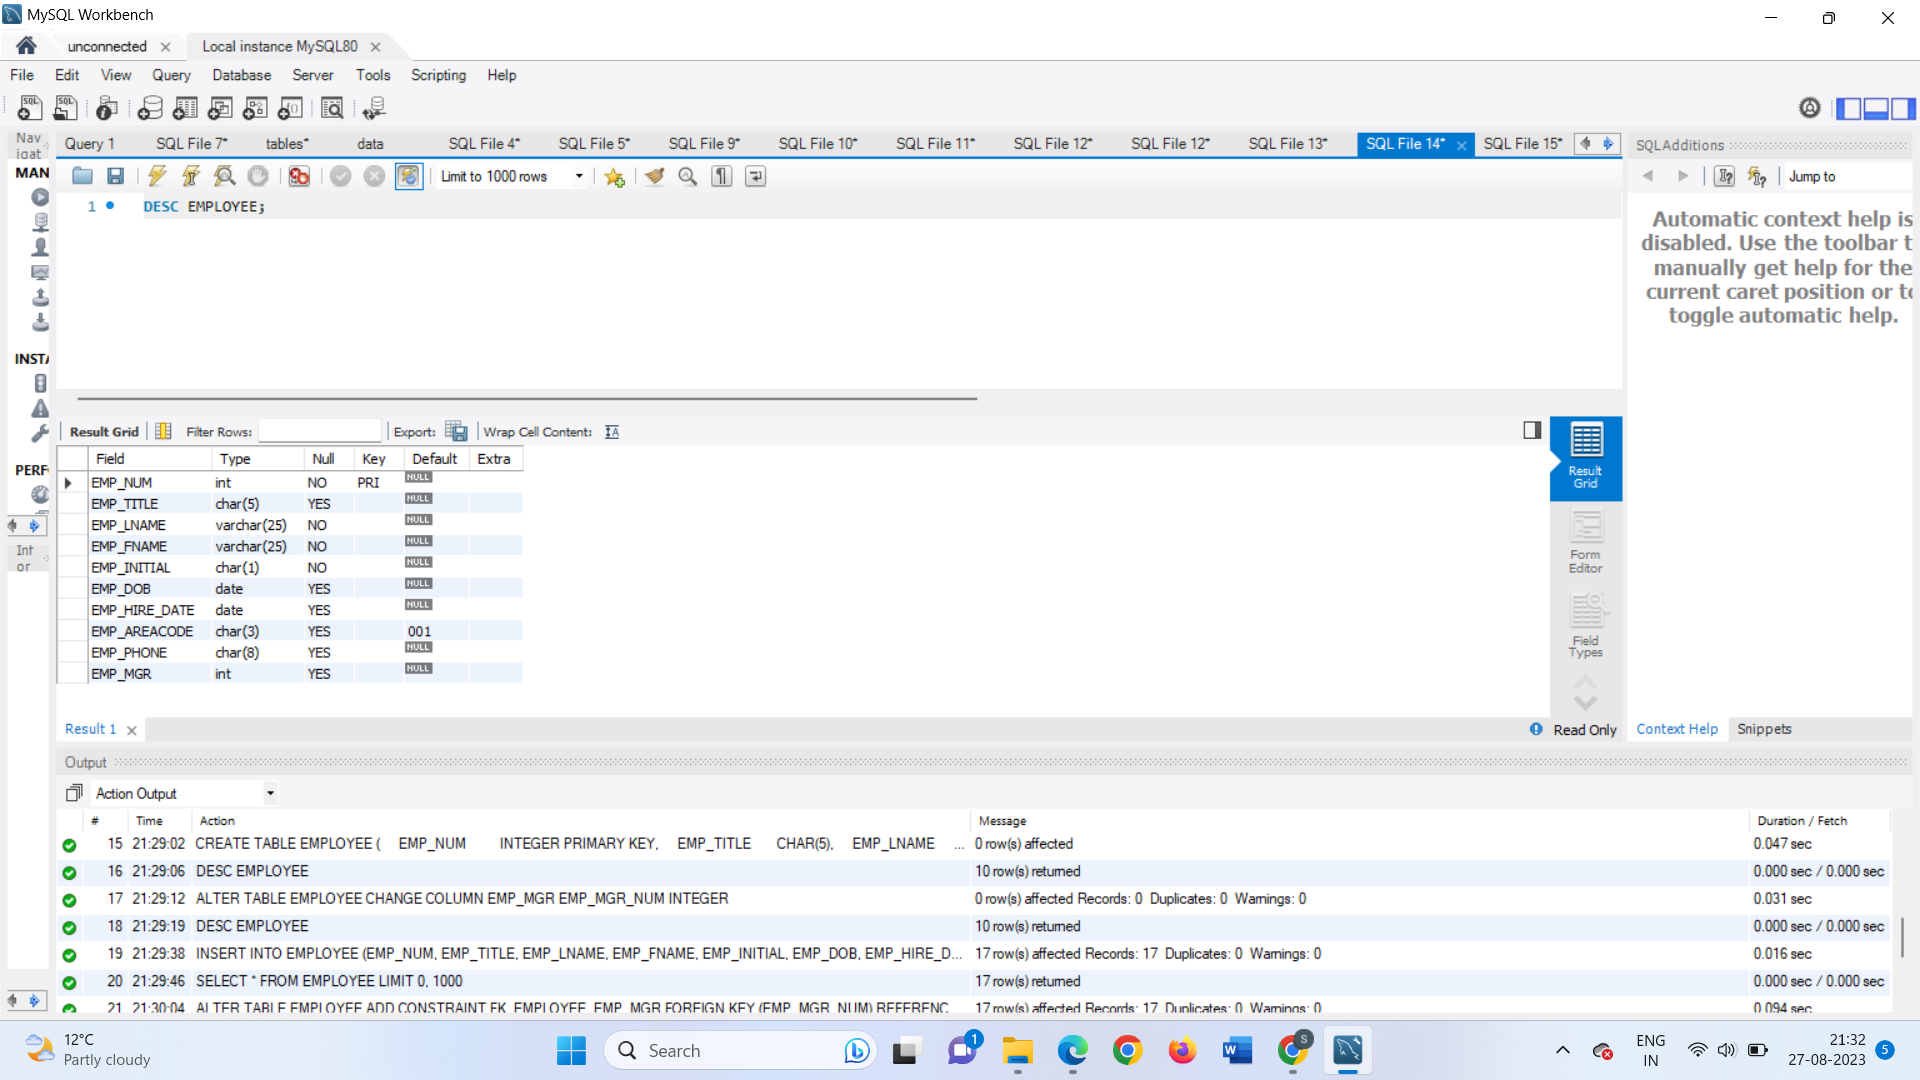 MySQL Workbench
unconnected
Local instance MySQL80
File Edit View Query Database Server Tools Scripting Help
Nav
igat
Query 1 SQL File 7* tables* data SQL File 4* SQL File 5* SQL File 9* SQL File 10* SQL File 11* SQL File 12* SQL File 12* SQL File 13* SQL File 14* SQL File 15*
SQLAdditions
MAN
Limit to 1000 rows
Jump to
1 DESC EMPLOYEE;
Automatic context help is
disabled. Use the toolbar t
manually get help for the
current caret position or to
toggle automatic help.
INSTA
PERF
Inf
or
Result Grid Filter Rows: Export: Wrap Cell Content:
Field Type Null Key Default Extra
EMP_NUM int NO PRI NULL
EMP_TITLE char(5) YES NULL
EMP_LNAME varchar(25) NO NULL
EMP_FNAME varchar(25) NO NULL
EMP_INITIAL char(1) NO NULL
EMP_DOB date YES NULL
EMP_HIRE_DATE date YES NULL
EMP_AREACODE char(3) YES 001
EMP_PHONE char(8) YES NULL
EMP_MGR int YES NULL
Result
Grid
Form
Editor
Field
Types
Result 1
Read Only
Context Help Snippets
Output
Action Output
# Time Action Message Duration / Fetch
15 21:29:02 CREATE TABLE EMPLOYEE ( EMP_NUM INTEGER PRIMARY KEY, EMP_TITLE CHAR(5), EMP_LNAME ... 0 row(s) affected 0.047 sec
16 21:29:06 DESC EMPLOYEE 10 row(s) returned 0.000 sec / 0.000 sec
17 21:29:12 ALTER TABLE EMPLOYEE CHANGE COLUMN EMP_MGR EMP_MGR_NUM INTEGER 0 row(s) affected Records: 0 Duplicates: 0 Warnings: 0 0.031 sec
18 21:29:19 DESC EMPLOYEE 10 row(s) returned 0.000 sec / 0.000 sec
19 21:29:38 INSERT INTO EMPLOYEE (EMP_NUM, EMP_TITLE, EMP_LNAME, EMP_FNAME, EMP_INITIAL, EMP_DOB, EMP_HIRE_D... 17 row(s) affected Records: 17 Duplicates: 0 Warnings: 0 0.016 sec
20 21:29:46 SELECT * FROM EMPLOYEE LIMIT 0, 1000 17 row(s) returned 0.000 sec / 0.000 sec
21 21:30:04 ALTER TABLE EMPLOYEE ADD CONSTRAINT FK_EMPLOYEE_EMP_MGR FOREIGN KEY (EMP_MGR_NUM) REFERENC 17 row(s) affected Records: 17 Duplicates: 0 Warnings: 0 0.094 sec
12°C
Partly cloudy
Search
1
S
ENG
IN
21:32
27-08-2023
5